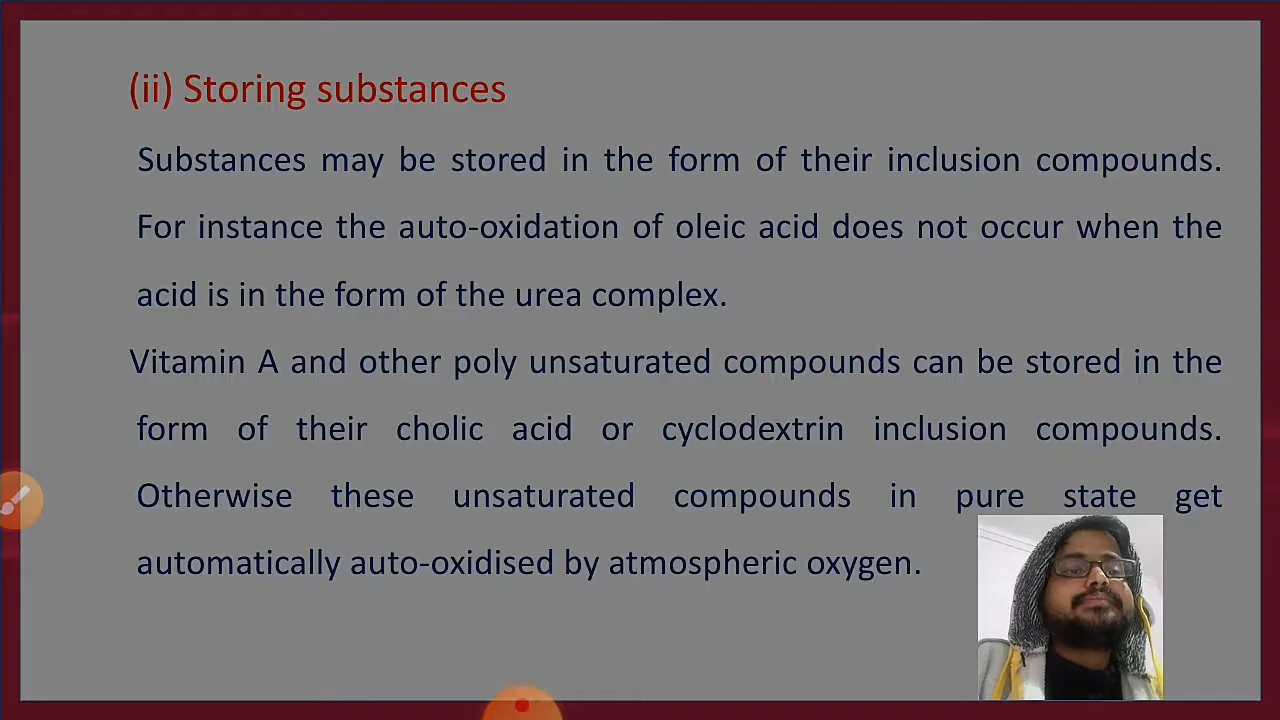 (ii) Storing substances
Substances may be stored in the form of their inclusion compounds.
For instance the auto-oxidation of oleic acid does not occur when the
acid is in the form of the urea complex.
Vitamin A and other poly unsaturated compounds can be stored in the
form of their cholic acid or cyclodextrin inclusion compounds.
Otherwise these unsaturated compounds in pure state get
automatically auto-oxidised by atmospheric oxygen.